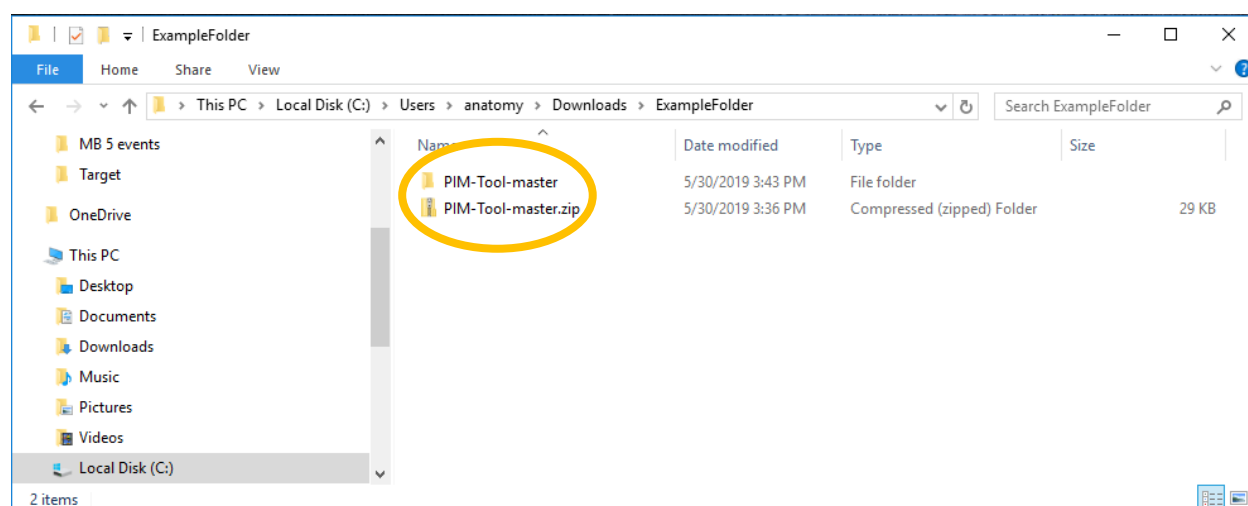 ExampleFolder
File Home Share View
This PC > Local Disk (C:) > Users > anatomy > Downloads > ExampleFolder Search ExampleFolder
MB 5 events
Target
OneDrive
This PC
Desktop
Documents
Downloads
Music
Pictures
Videos
Local Disk (C:)
Name Date modified Type Size
PIM-Tool-master 5/30/2019 3:43 PM File folder
PIM-Tool-master.zip 5/30/2019 3:36 PM Compressed (zipped) Folder 29 KB
2 items